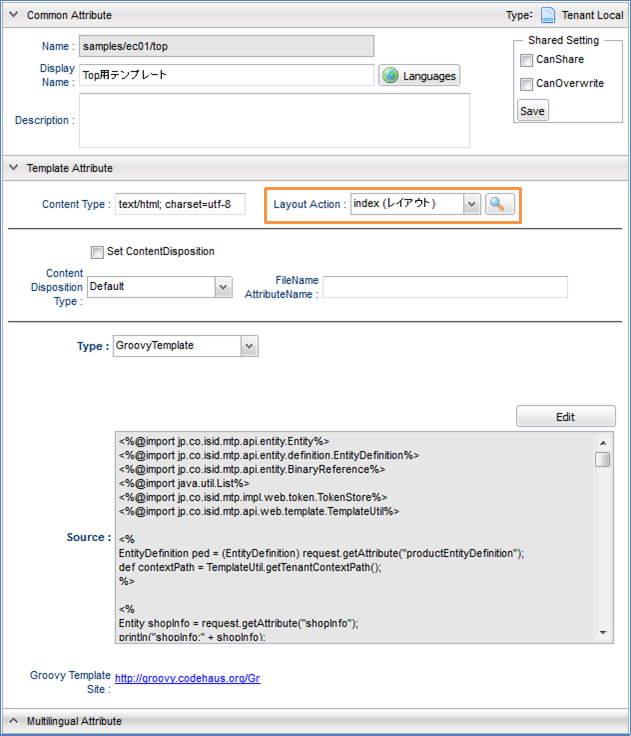 Common Attribute
Type: Tenant Local
Name : samples/ec01/top
Display Name : Top用テンプレート Languages
Description :
Shared Setting
CanShare
CanOverwrite
Save
Template Attribute
Content Type : text/html; charset=utf-8 Layout Action : index (レイアウト)
Set ContentDisposition
Content Disposition Type : Default FileName AttributeName :
Type : GroovyTemplate
Edit
Source :
<%@import jp.co.isid.mtp.api.entity.Entity%>
<%@import jp.co.isid.mtp.api.entity.definition.EntityDefinition%>
<%@import jp.co.isid.mtp.api.entity.BinaryReference%>
<%@import java.util.List%>
<%@import jp.co.isid.mtp.impl.web.token.TokenStore%>
<%@import jp.co.isid.mtp.api.web.template.TemplateUtil%>
<%
EntityDefinition ped = (EntityDefinition) request.getAttribute("productEntityDefinition");
def contextPath = TemplateUtil.getTenantContextPath();
%>
<%
Entity shopInfo = request.getAttribute("shopInfo");
println("shopInfo:" + shopInfo);
Groovy Template Site : http://groovy.codehaus.org/Gr
Multilingual Attribute